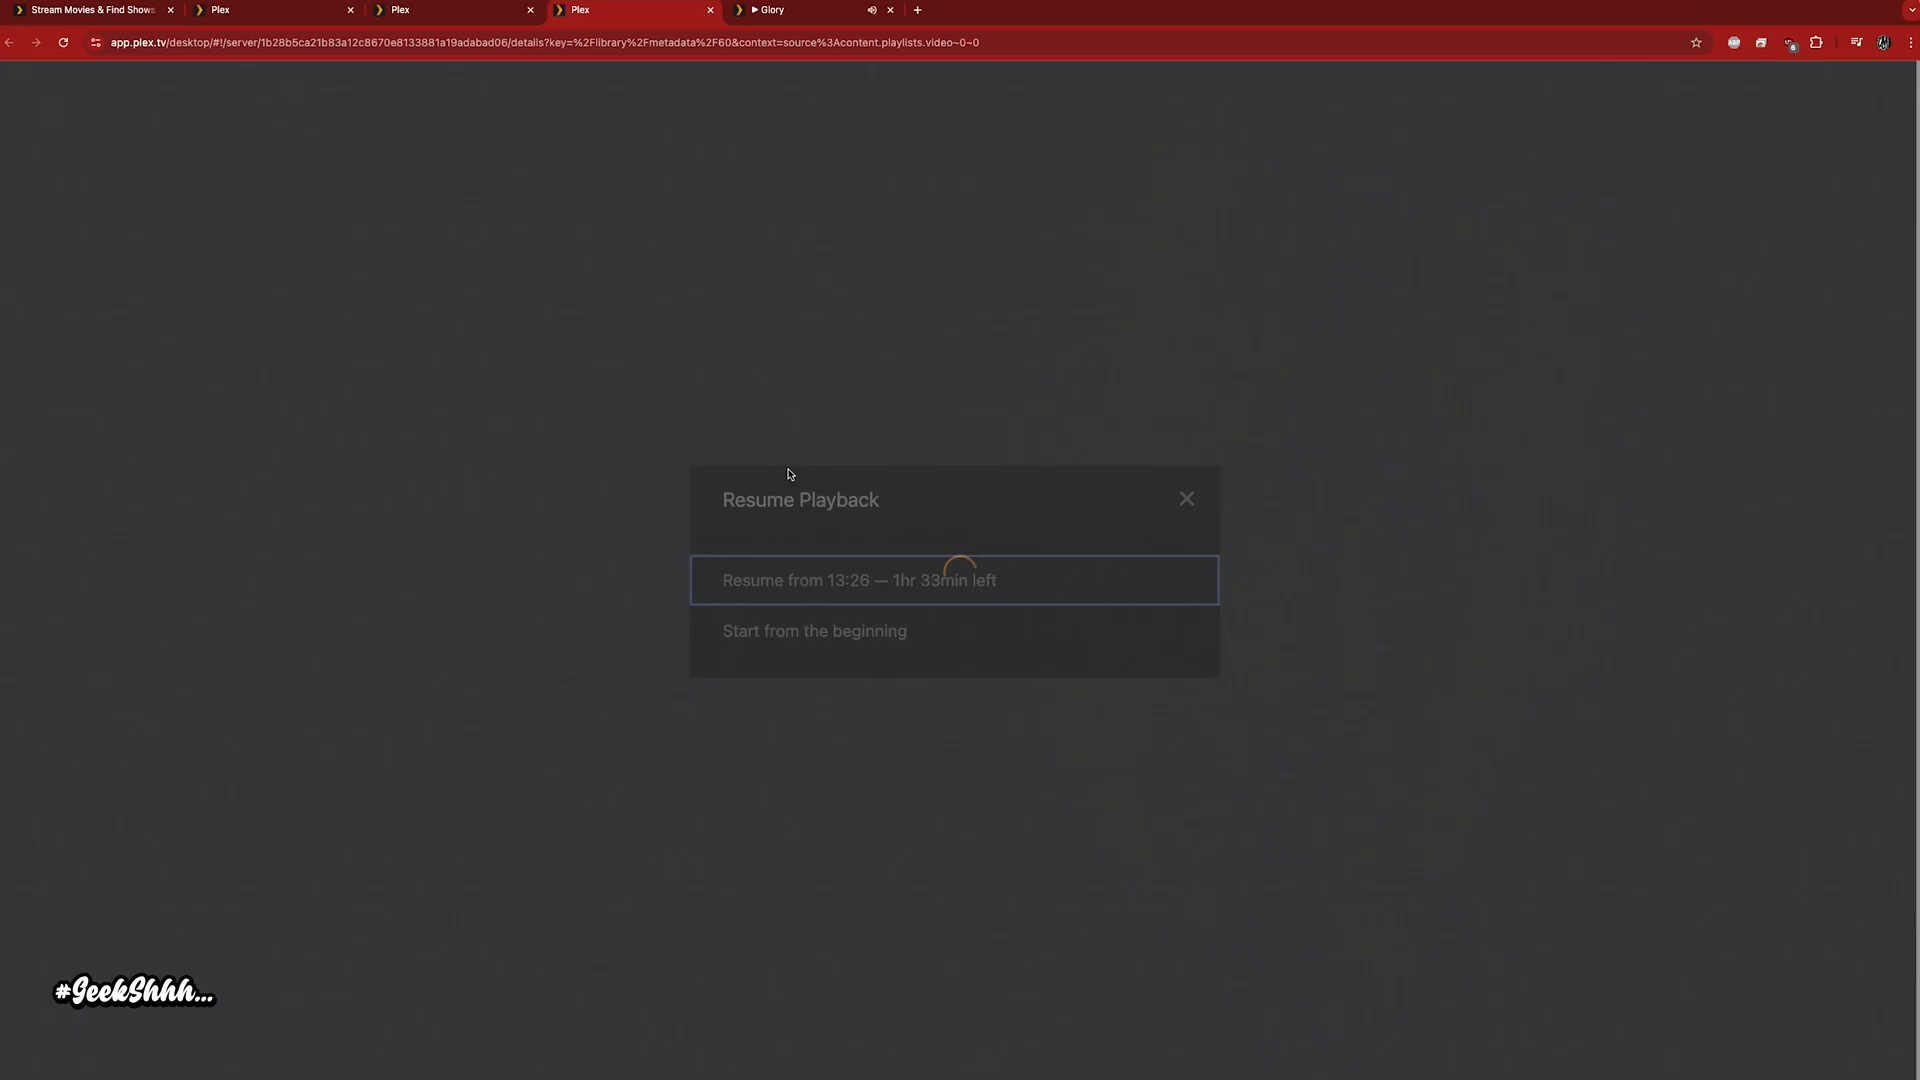 Stream Movies & Find Shows
Plex
Plex
Plex
Glory
app.plex.tv/desktop/#!/server/1b28b5ca21b83a12c8670e8133881a19adabad06/details?key=%2Flibrary%2Fmetadata%2F60&context=source%3Acontent.playlists.video~0~0
6
Resume Playback
Resume from 13:26 — 1hr 33min left
Start from the beginning
#GeekShhh...